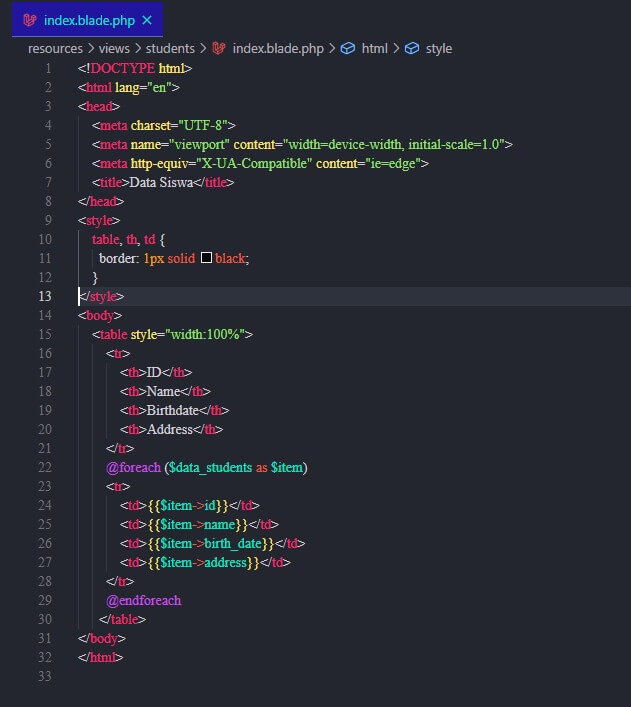 index.blade.php
resources > views > students > index.blade.php > html > style
1 <!DOCTYPE html>
2 <html lang="en">
3 <head>
4 <meta charset="UTF-8">
5 <meta name="viewport" content="width=device-width, initial-scale=1.0">
6 <meta http-equiv="X-UA-Compatible" content="ie=edge">
7 <title>Data Siswa</title>
8 </head>
9 <style>
10 table, th, td {
11 border: 1px solid black;
12 }
13 </style>
14 <body>
15 <table style="width:100%">
16 <tr>
17 <th>ID</th>
18 <th>Name</th>
19 <th>Birthdate</th>
20 <th>Address</th>
21 </tr>
22 @foreach ($data_students as $item)
23 <tr>
24 <td>{{$item->id}}</td>
25 <td>{{$item->name}}</td>
26 <td>{{$item->birth_date}}</td>
27 <td>{{$item->address}}</td>
28 </tr>
29 @endforeach
30 </table>
31 </body>
32 </html>
33